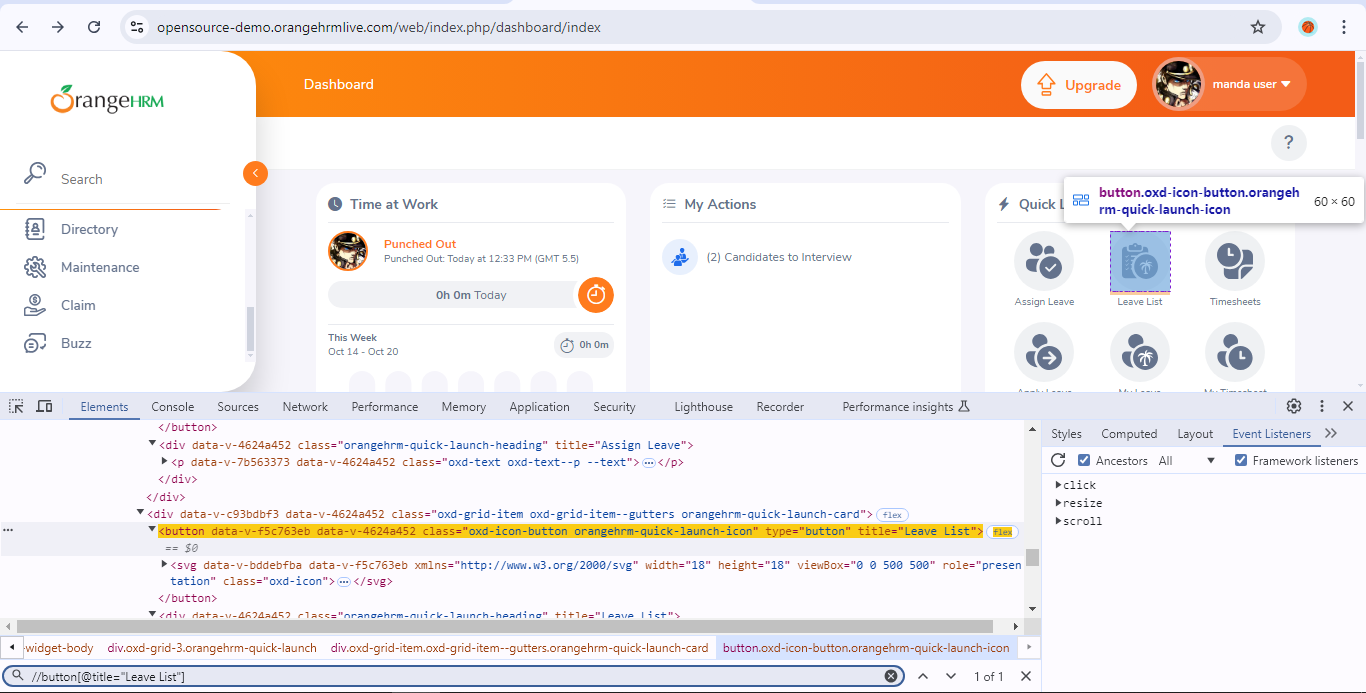 opensource-demo.orangehrmlive.com/web/index.php/dashboard/index
OrangeHRM
Dashboard
Upgrade
manda user
?
Search
Directory
Maintenance
Claim
Buzz
Time at Work
Punched Out
Punched Out: Today at 12:33 PM (GMT 5.5)
0h 0m Today
This Week
Oct 14 - Oct 20
0h 0m
My Actions
(2) Candidates to Interview
Quick L
button.oxd-icon-button.orangeh
rm-quick-launch-icon
60 × 60
Assign Leave
Leave List
Timesheets
Apply Leave
My Leave
My Timesheet
Elements
Console
Sources
Network
Performance
Memory
Application
Security
Lighthouse
Recorder
Performance insights
</button>
<div data-v-4624a452 class="orangehrm-quick-launch-heading" title="Assign Leave">
<p data-v-7b563373 data-v-4624a452 class="oxd-text oxd-text--p --text">…</p>
</div>
</div>
<div data-v-c93bdbf3 data-v-4624a452 class="oxd-grid-item oxd-grid-item--gutters orangehrm-quick-launch-card"> flex
… <button data-v-f5c763eb data-v-4624a452 class="oxd-icon-button orangehrm-quick-launch-icon" type="button" title="Leave List"> flex
== $0
<svg data-v-bddebfba data-v-f5c763eb xmlns="http://www.w3.org/2000/svg" width="18" height="18" viewBox="0 0 500 500" role="presen
tation" class="oxd-icon">…</svg>
</button>
<div data-v-4624a452 class="orangehrm-quick-launch-heading" title="Leave List">
-widget-body
div.oxd-grid-3.orangehrm-quick-launch
div.oxd-grid-item.oxd-grid-item--gutters.orangehrm-quick-launch-card
button.oxd-icon-button.orangehrm-quick-launch-icon
//button[@title="Leave List"]
1 of 1
Styles
Computed
Layout
Event Listeners
Ancestors
All
Framework listeners
click
resize
scroll